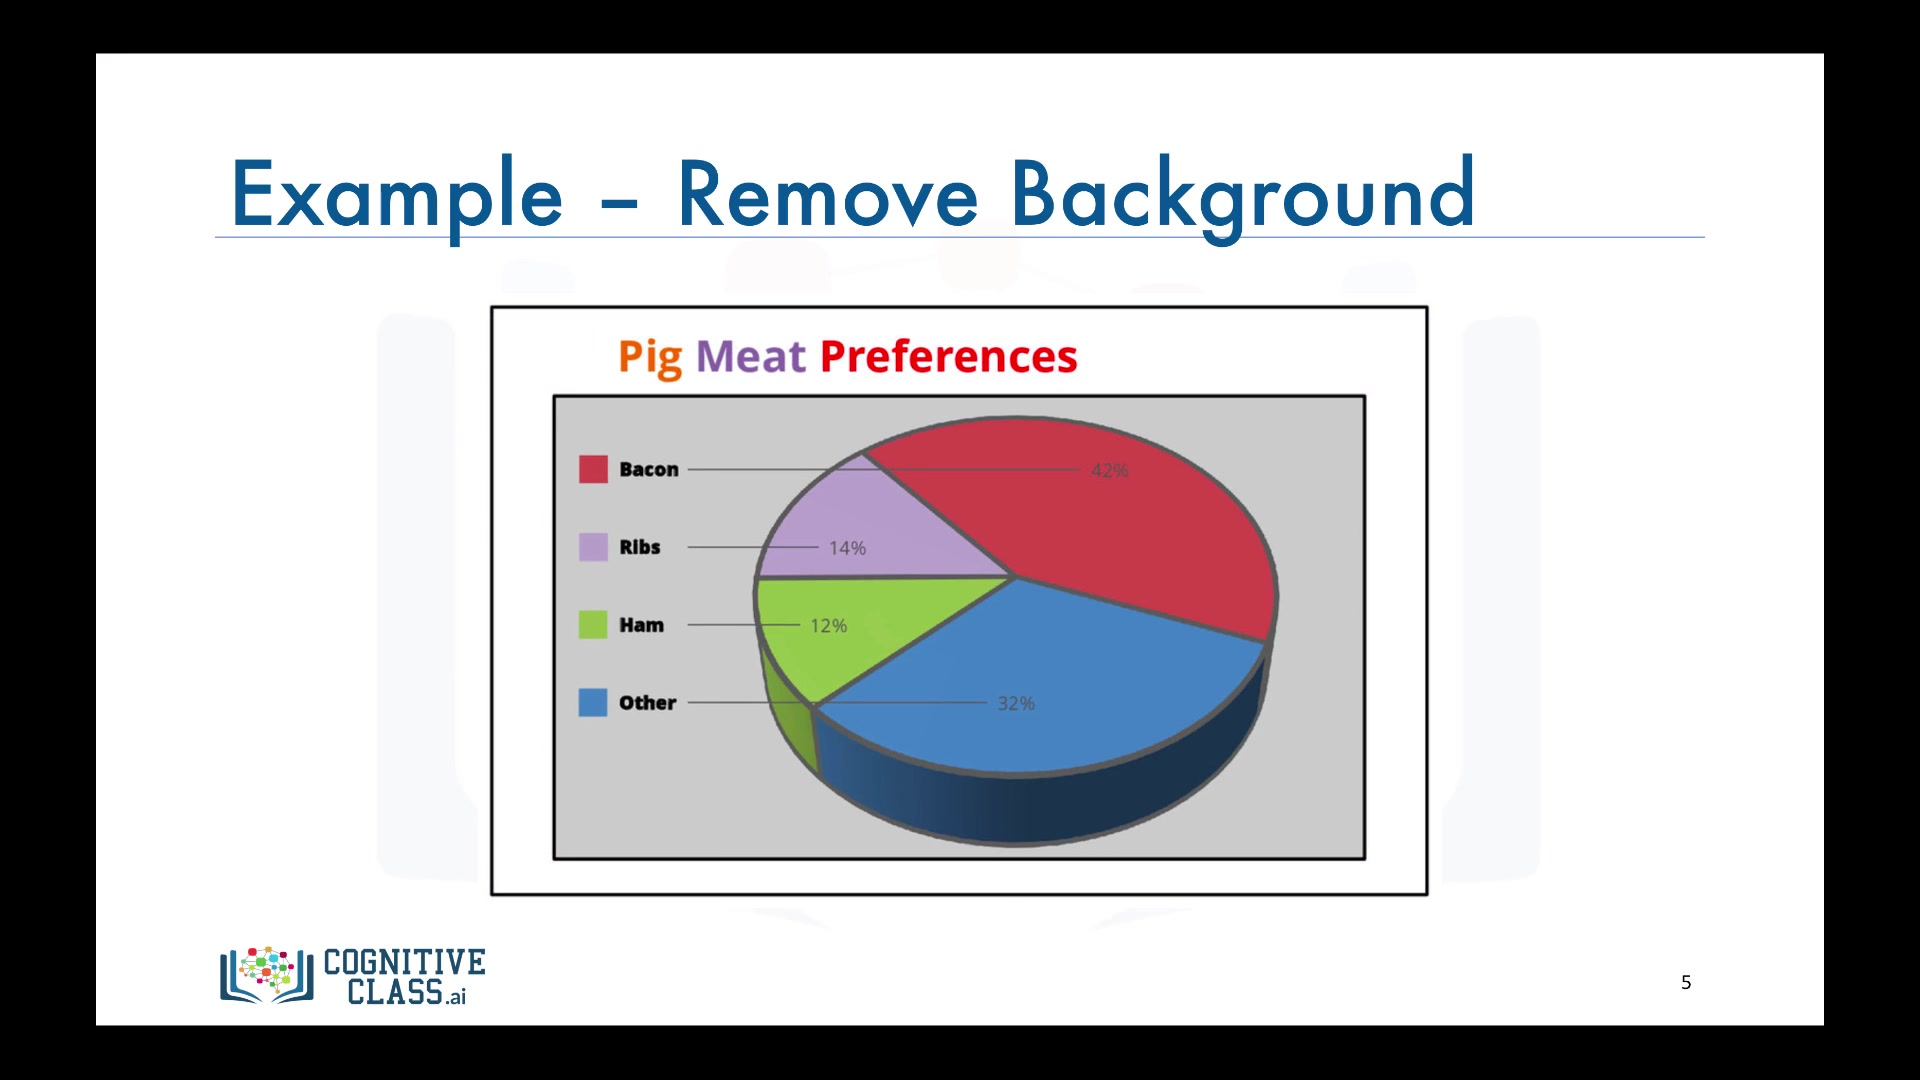 Example – Remove Background
Pig Meat Preferences
Bacon 42%
Ribs 14%
Ham 12%
Other 32%
COGNITIVE
CLASS.ai
5